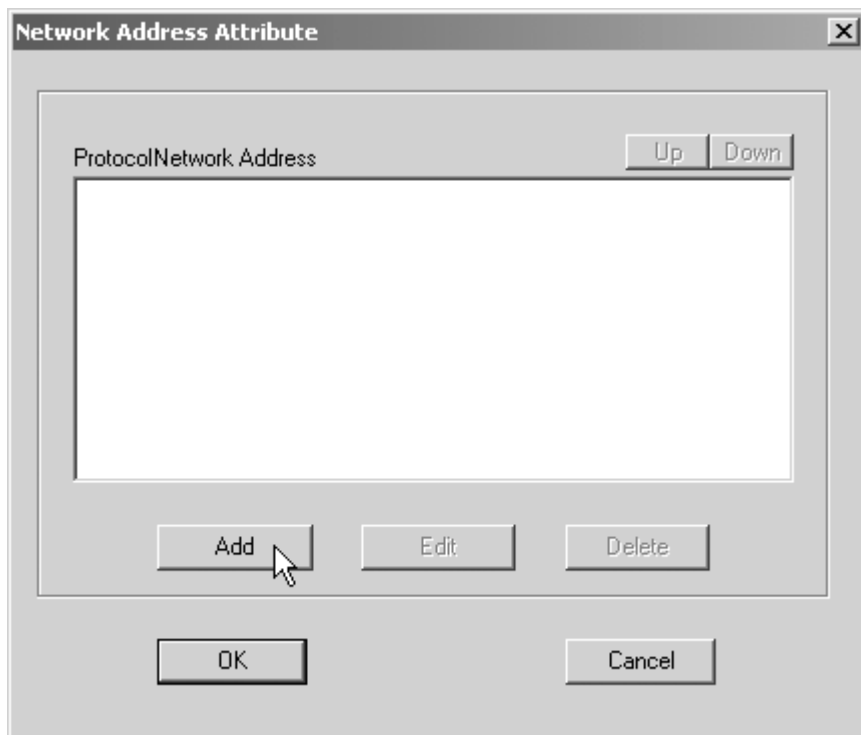 Network Address Attribute
ProtocolNetwork Address
Up Down
Add Edit Delete
OK Cancel